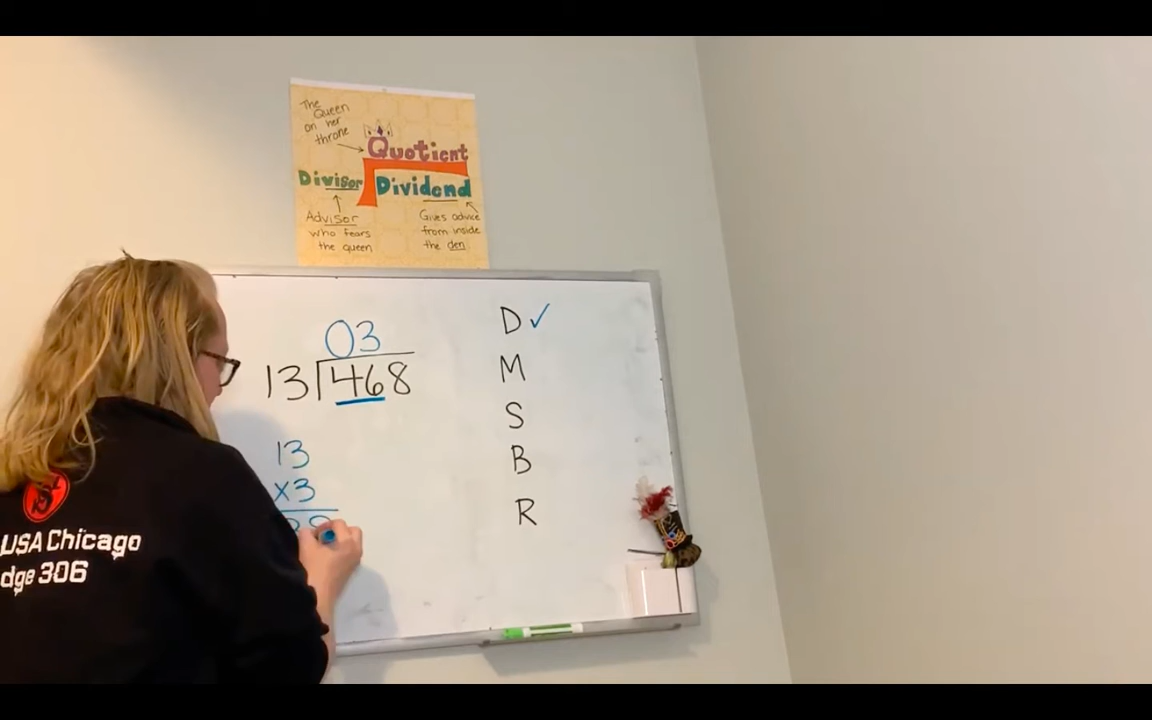 The
Queen
on her
throne
Quotient
Divisor
Dividend
Advisor
who fears
the queen
Gives advice
from inside
the den
03
13 468
13
x3
D ✓
M
S
B
R
USA Chicago
dge 306